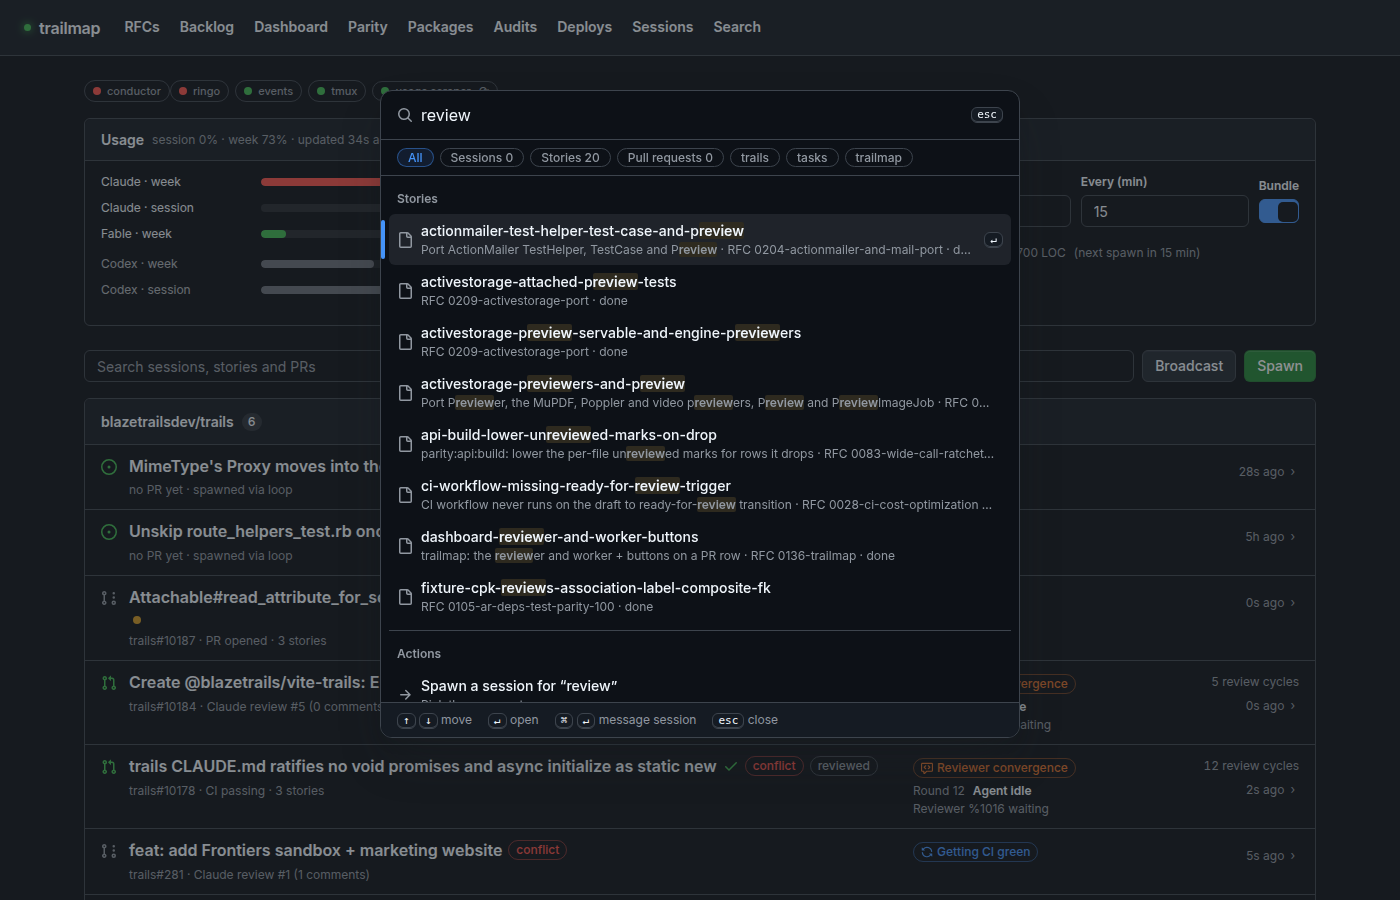 trailmap RFCs Backlog Dashboard Parity Packages Audits Deploys Sessions Search
conductor ringo events tmux
review esc
Usage session 0% · week 73% · updated 34s a
All Sessions 0 Stories 20 Pull requests 0 trails tasks trailmap
Claude · week
Claude · session
Fable · week
Codex · week
Codex · session
Every (min) Bundle
15
700 LOC (next spawn in 15 min)
Stories
actionmailer-test-helper-test-case-and-preview
Port ActionMailer TestHelper, TestCase and Preview · RFC 0204-actionmailer-and-mail-port · d... ↵
activestorage-attached-preview-tests
RFC 0209-activestorage-port · done
activestorage-preview-servable-and-engine-previewers
RFC 0209-activestorage-port · done
activestorage-previewers-and-preview
Port Previewer, the MuPDF, Poppler and video previewers, Preview and PreviewImageJob · RFC 0...
api-build-lower-unreviewed-marks-on-drop
parity:api:build: lower the per-file unreviewed marks for rows it drops · RFC 0083-wide-call-ratchet...
ci-workflow-missing-ready-for-review-trigger
CI workflow never runs on the draft to ready-for-review transition · RFC 0028-ci-cost-optimization ...
dashboard-reviewer-and-worker-buttons
trailmap: the reviewer and worker + buttons on a PR row · RFC 0136-trailmap · done
fixture-cpk-reviews-association-label-composite-fk
RFC 0105-ar-deps-test-parity-100 · done
Actions
→ Spawn a session for “review”
↑ ↓ move ↵ open ⌘ ↵ message session esc close
Search sessions, stories and PRs Broadcast Spawn
blazetrailsdev/trails 6
MimeType's Proxy moves into the
no PR yet · spawned via loop
28s ago ›
Unskip route_helpers_test.rb onc
no PR yet · spawned via loop
5h ago ›
Attachable#read_attribute_for_se
trails#10187 · PR opened · 3 stories
0s ago ›
Create @blazetrails/vite-trails: E
trails#10184 · Claude review #5 (0 comments
ergence
e
aiting
5 review cycles
0s ago ›
trails CLAUDE.md ratifies no void promises and async initialize as static new conflict reviewed
trails#10178 · CI passing · 3 stories
Reviewer convergence
Round 12 Agent idle
Reviewer %1016 waiting
12 review cycles
2s ago ›
feat: add Frontiers sandbox + marketing website conflict
trails#281 · Claude review #1 (1 comments)
Getting CI green
5s ago ›